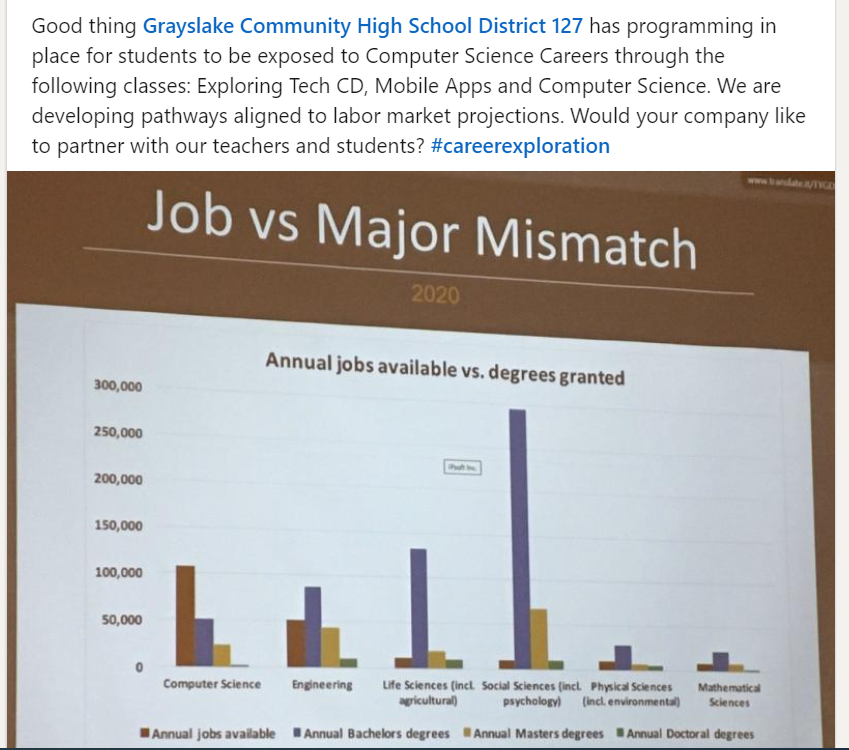 Good thing Grayslake Community High School District 127 has programming in
place for students to be exposed to Computer Science Careers through the
following classes: Exploring Tech CD, Mobile Apps and Computer Science. We are
developing pathways aligned to labor market projections. Would your company like
to partner with our teachers and students? #careerexploration
Job vs Major Mismatch
2020
Annual jobs available vs. degrees granted
300,000
250,000
200,000
150,000
100,000
50,000
0
Computer Science Engineering Life Sciences (incl. Social Sciences (incl. Physical Sciences Mathematical
agricultural) psychology) (incl. environmental) Sciences
Annual jobs available Annual Bachelors degrees Annual Masters degrees Annual Doctoral degrees